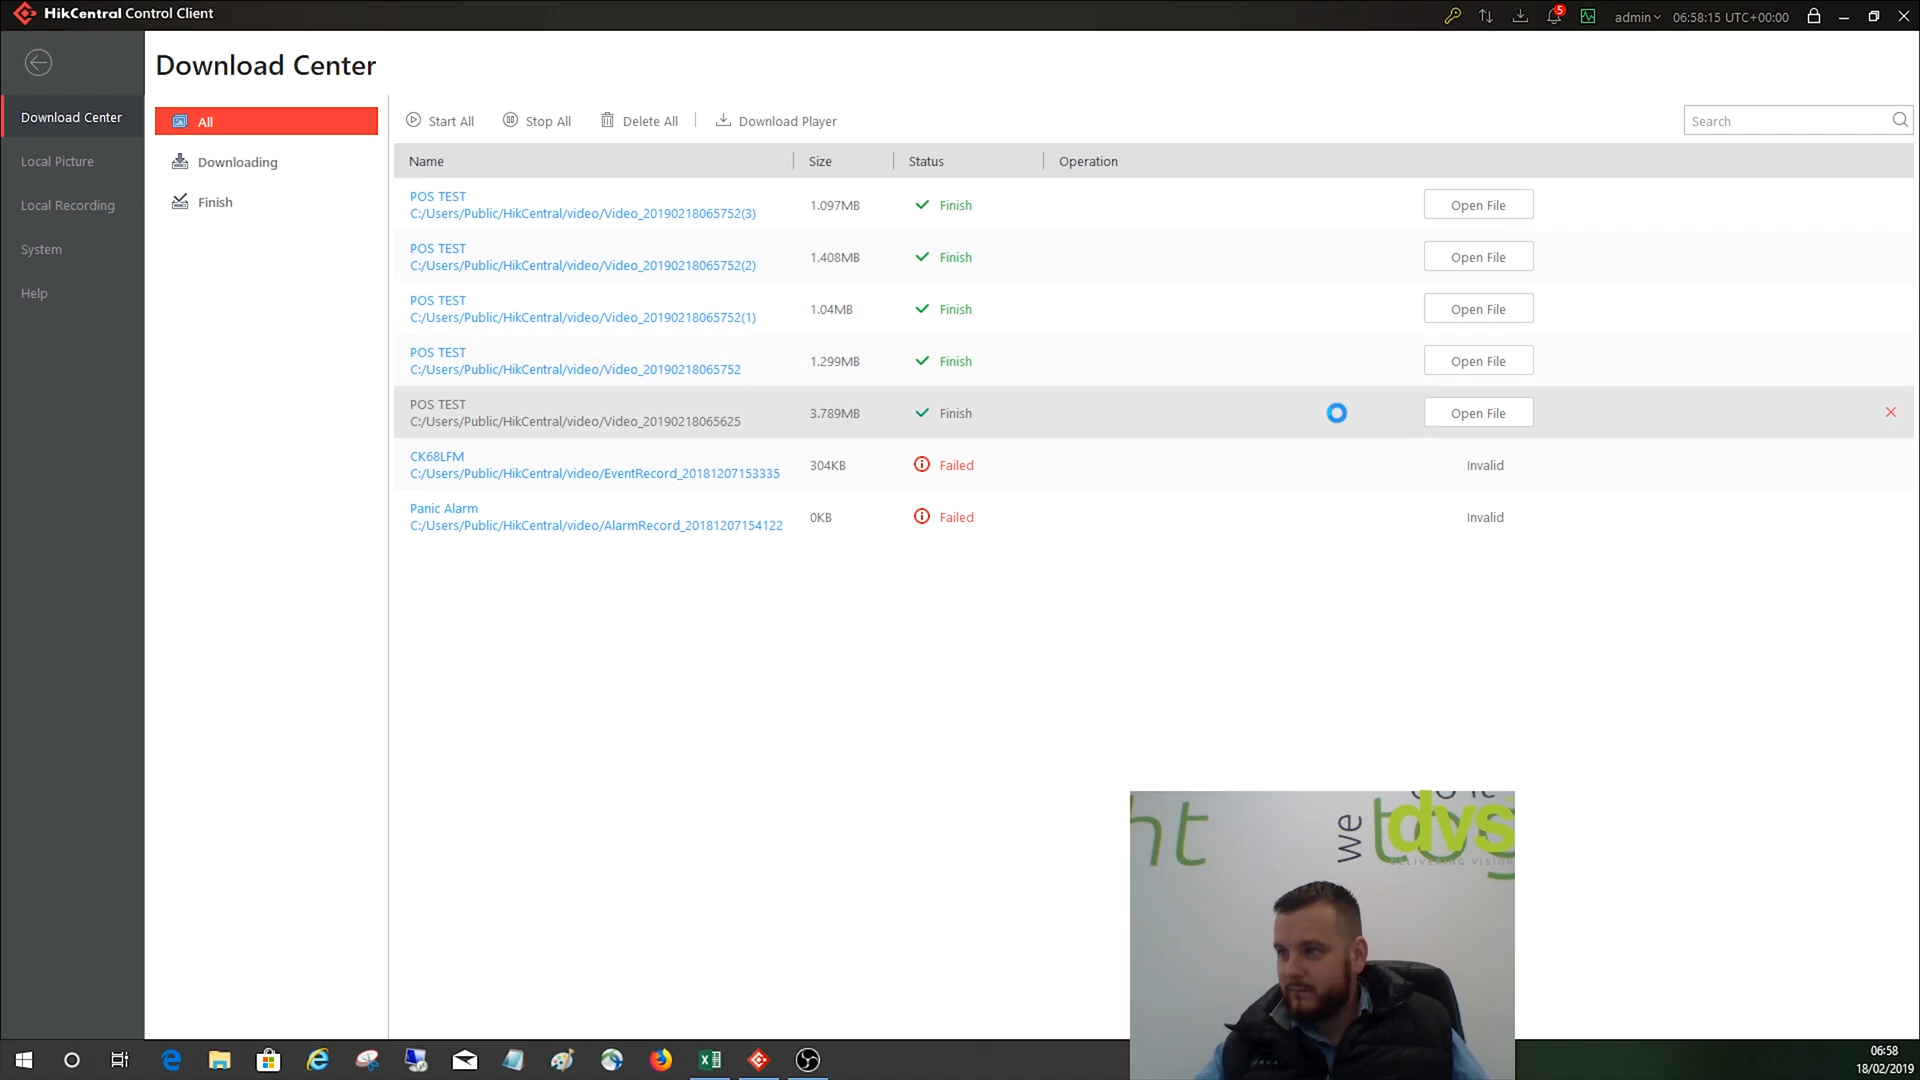 HikCentral Control Client
5
admin
06:58:15 UTC+00:00
Download Center
Download Center
Local Picture
Local Recording
System
Help
All
Downloading
Finish
Start All
Stop All
Delete All
Download Player
Search
Name
Size
Status
Operation
POS TEST
C:/Users/Public/HikCentral/video/Video_20190218065752(3)
1.097MB
Finish
Open File
POS TEST
C:/Users/Public/HikCentral/video/Video_20190218065752(2)
1.408MB
Finish
Open File
POS TEST
C:/Users/Public/HikCentral/video/Video_20190218065752(1)
1.04MB
Finish
Open File
POS TEST
C:/Users/Public/HikCentral/video/Video_20190218065752
1.299MB
Finish
Open File
POS TEST
C:/Users/Public/HikCentral/video/Video_20190218065625
3.789MB
Finish
Open File
CK68LFM
C:/Users/Public/HikCentral/video/EventRecord_20181207153335
304KB
Failed
Invalid
Panic Alarm
C:/Users/Public/HikCentral/video/AlarmRecord_20181207154122
0KB
Failed
Invalid
we
dvs
DELIVERING VISION
06:58
18/02/2019